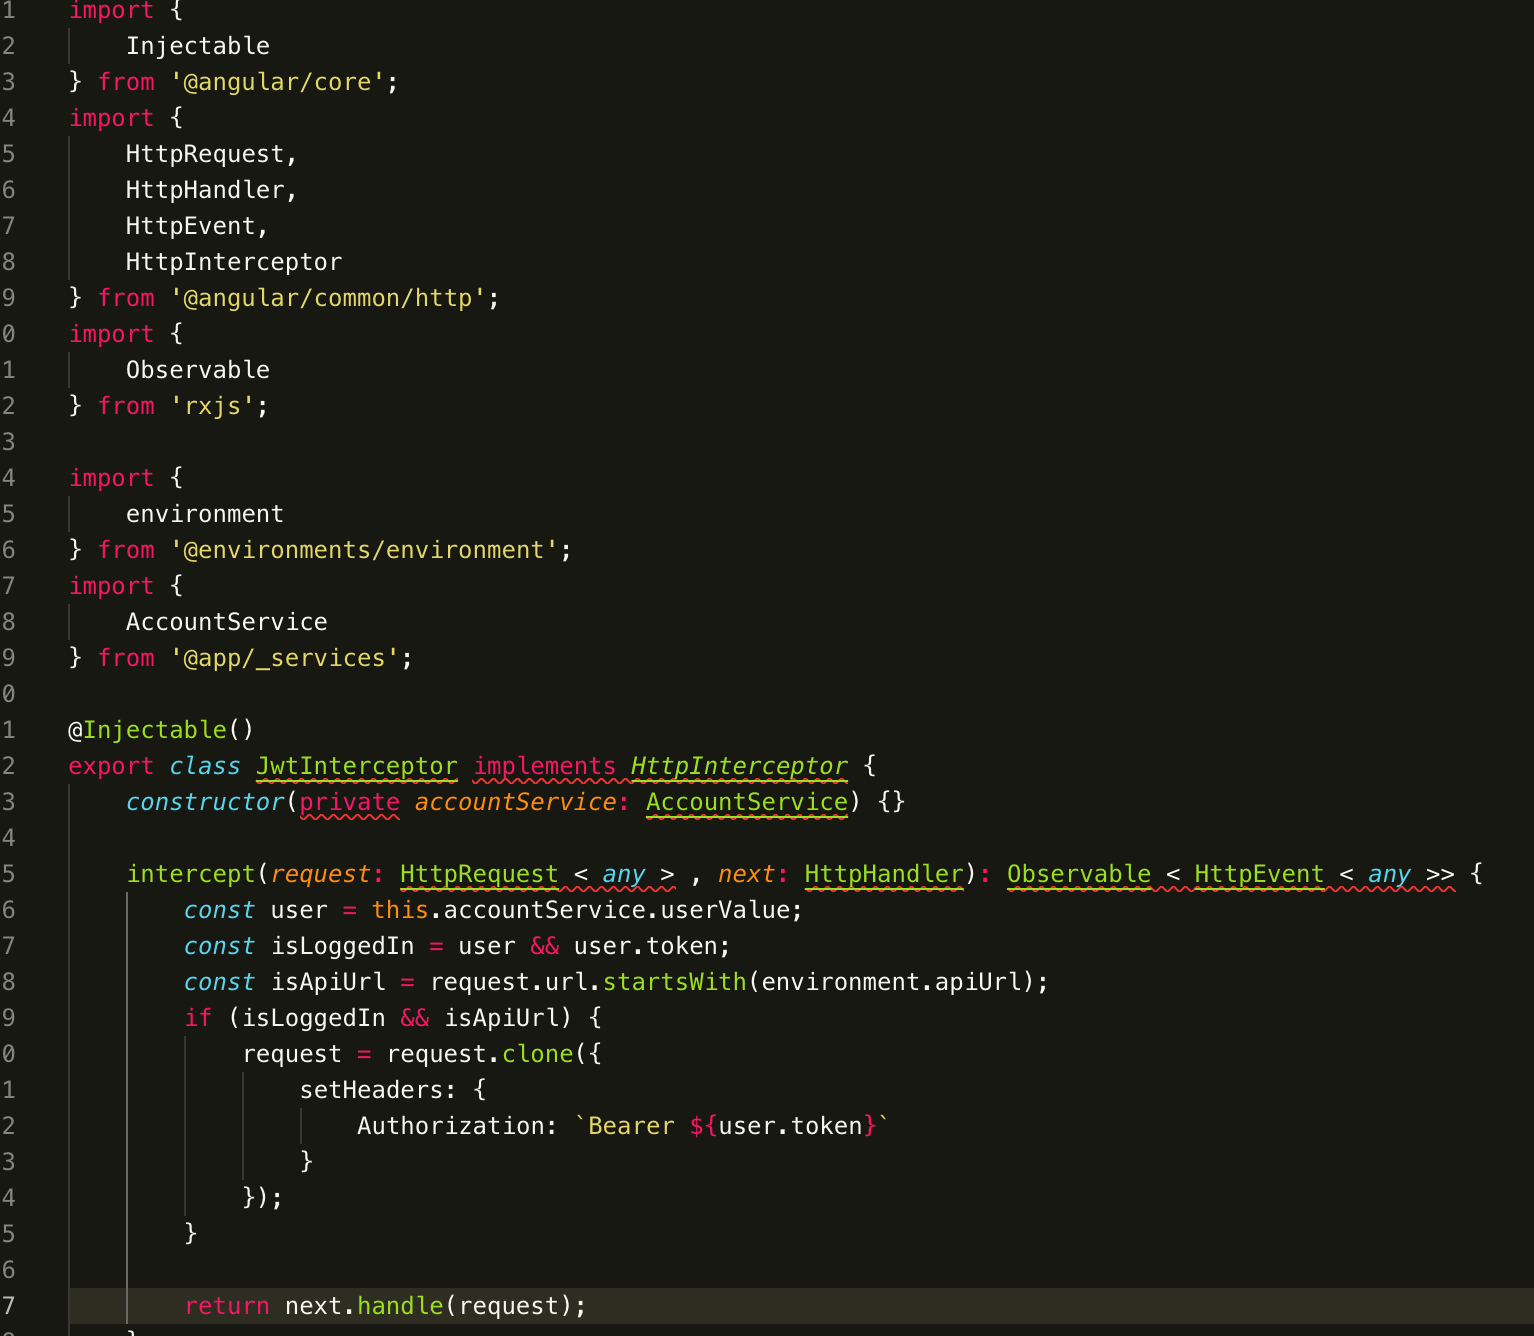 1 import {
2 Injectable
3 } from '@angular/core';
4 import {
5 HttpRequest,
6 HttpHandler,
7 HttpEvent,
8 HttpInterceptor
9 } from '@angular/common/http';
0 import {
1 Observable
2 } from 'rxjs';
3
4 import {
5 environment
6 } from '@environments/environment';
7 import {
8 AccountService
9 } from '@app/_services';
0
1 @Injectable()
2 export class JwtInterceptor implements HttpInterceptor {
3 constructor(private accountService: AccountService) {}
4
5 intercept(request: HttpRequest < any > , next: HttpHandler): Observable < HttpEvent < any >> {
6 const user = this.accountService.userValue;
7 const isLoggedIn = user && user.token;
8 const isApiUrl = request.url.startsWith(environment.apiUrl);
9 if (isLoggedIn && isApiUrl) {
0 request = request.clone({
1 setHeaders: {
2 Authorization: `Bearer ${user.token}`
3 }
4 });
5 }
6
7 return next.handle(request);